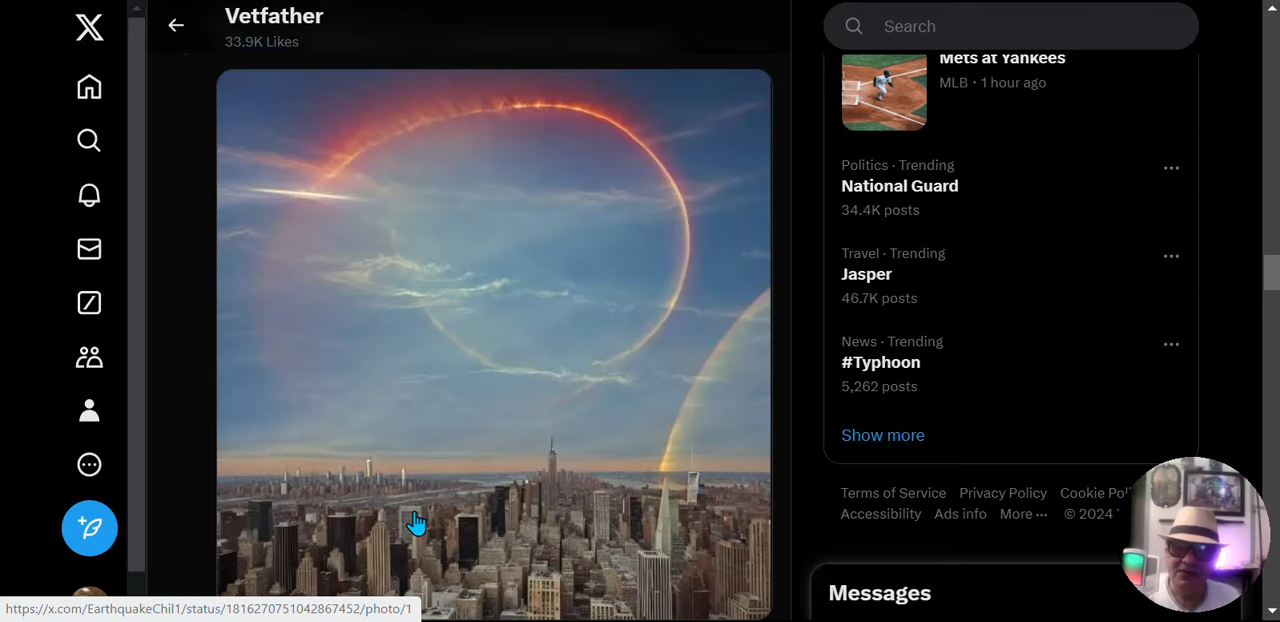 Vetfather
33.9K Likes
Search
Mets at Yankees
MLB · 1 hour ago
Politics · Trending
National Guard
34.4K posts
Travel · Trending
Jasper
46.7K posts
News · Trending
#Typhoon
5,262 posts
Show more
Terms of Service Privacy Policy Cookie
Accessibility Ads info More ··· © 2024
Messages
https://x.com/EarthquakeChil1/status/1816270751042867452/photo/1